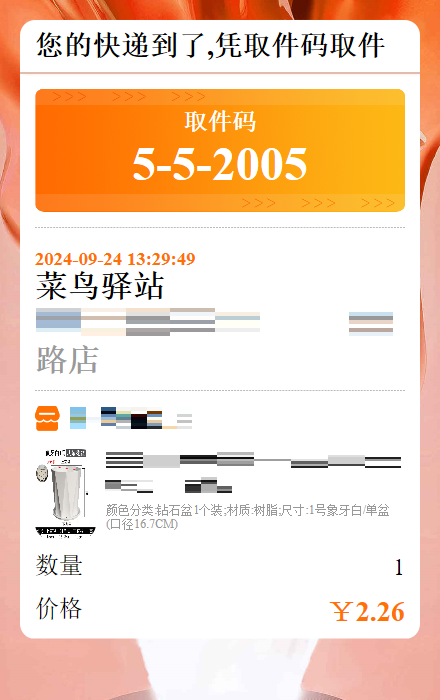 您的快递到了,凭取件码取件
>>> >>> >>>
取件码
5-5-2005
>>> >>> >>>
2024-09-24 13:29:49
菜鸟驿站
路店
颜色分类:钻石盆1个装;材质:树脂;尺寸:1号象牙白/单盆
(口径16.7CM)
数量 1
价格 ￥2.26